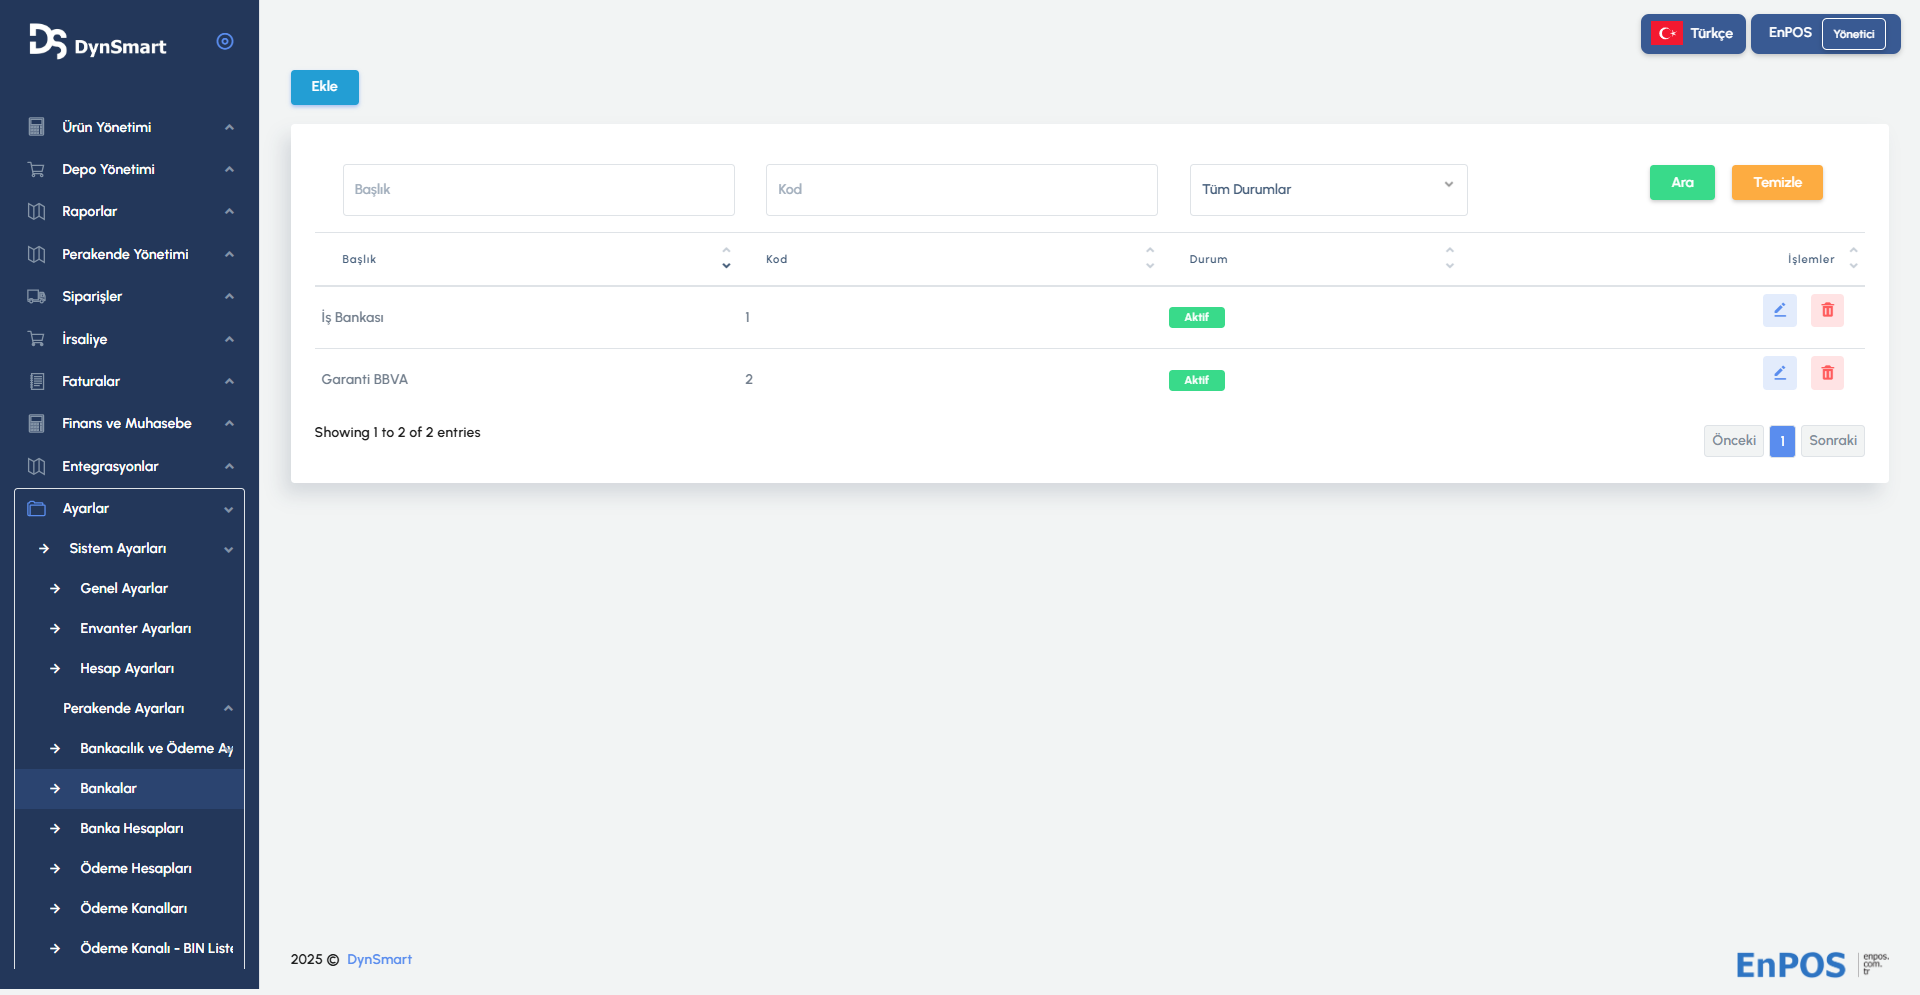 DS DynSmart
Türkçe
EnPOS Yönetici
Ekle
Ürün Yönetimi
Depo Yönetimi
Raporlar
Perakende Yönetimi
Siparişler
İrsaliye
Faturalar
Finans ve Muhasebe
Entegrasyonlar
Ayarlar
Sistem Ayarları
Genel Ayarlar
Envanter Ayarları
Hesap Ayarları
Perakende Ayarları
Bankacılık ve Ödeme Ay
Bankalar
Banka Hesapları
Ödeme Hesapları
Ödeme Kanalları
Ödeme Kanalı - BIN Liste
Başlık Kod Tüm Durumlar Ara Temizle
Başlık Kod Durum İşlemler
İş Bankası 1 Aktif
Garanti BBVA 2 Aktif
Showing 1 to 2 of 2 entries
Önceki 1 Sonraki
2025 © DynSmart
EnPOS
enpos.
com.
tr